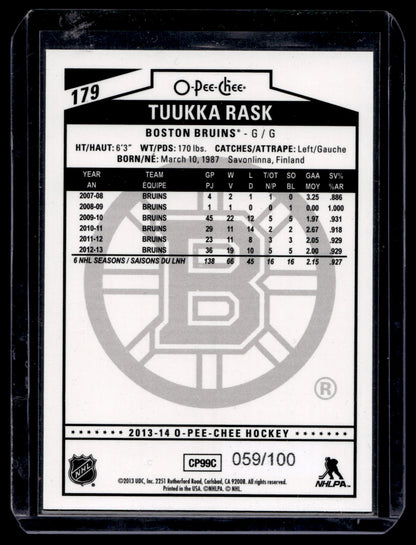 179
O-Pee-Chee®
TUUKKA RASK
BOSTON BRUINS® - G / G
HT/HAUT: 6'3" WT/PDS: 170 lbs. CATCHES/ATTRAPE: Left/Gauche
BORN/NÉ: March 10, 1987 Savonlinna, Finland
YEAR TEAM GP W L T/OT SO GAA SV%
AN ÉQUIPE PJ V D N/P BL MOY %AR
2007-08 BRUINS 4 2 1 1 0 3.25 .886
2008-09 BRUINS 1 1 0 0 1 0.00 1.000
2009-10 BRUINS 45 22 12 5 5 1.97 .931
2010-11 BRUINS 29 11 14 2 2 2.67 .918
2011-12 BRUINS 23 11 8 3 3 2.05 .929
2012-13 BRUINS 36 19 10 5 5 2.00 .929
6 NHL SEASONS / SAISONS DU LNH 138 66 45 16 16 2.15 .927
B
®
2013-14 O-PEE-CHEE HOCKEY
NHL
CP99C 059/100
NHLPA
©2013 UDC, Inc. 2251 Rutherford Road, Carlsbad, CA 92008. All rights reserved.
Printed in the USA. ©NHLPA. © NHL.